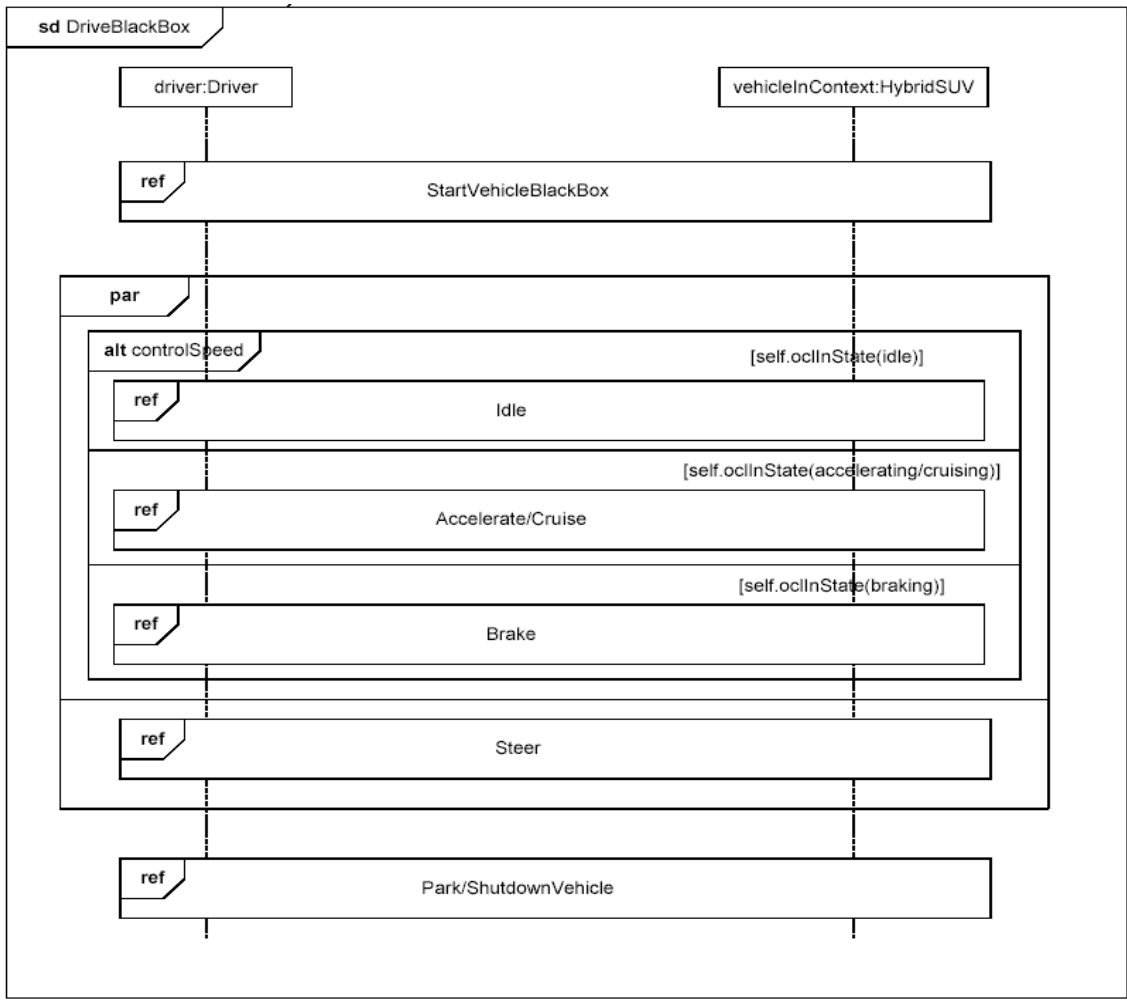 sd DriveBlackBox
driver:Driver
vehicleInContext:HybridSUV
ref
StartVehicleBlackBox
par
alt controlSpeed
[self.oclInState(idle)]
ref
Idle
[self.oclInState(accelerating/cruising)]
ref
Accelerate/Cruise
[self.oclInState(braking)]
ref
Brake
ref
Steer
ref
Park/ShutdownVehicle